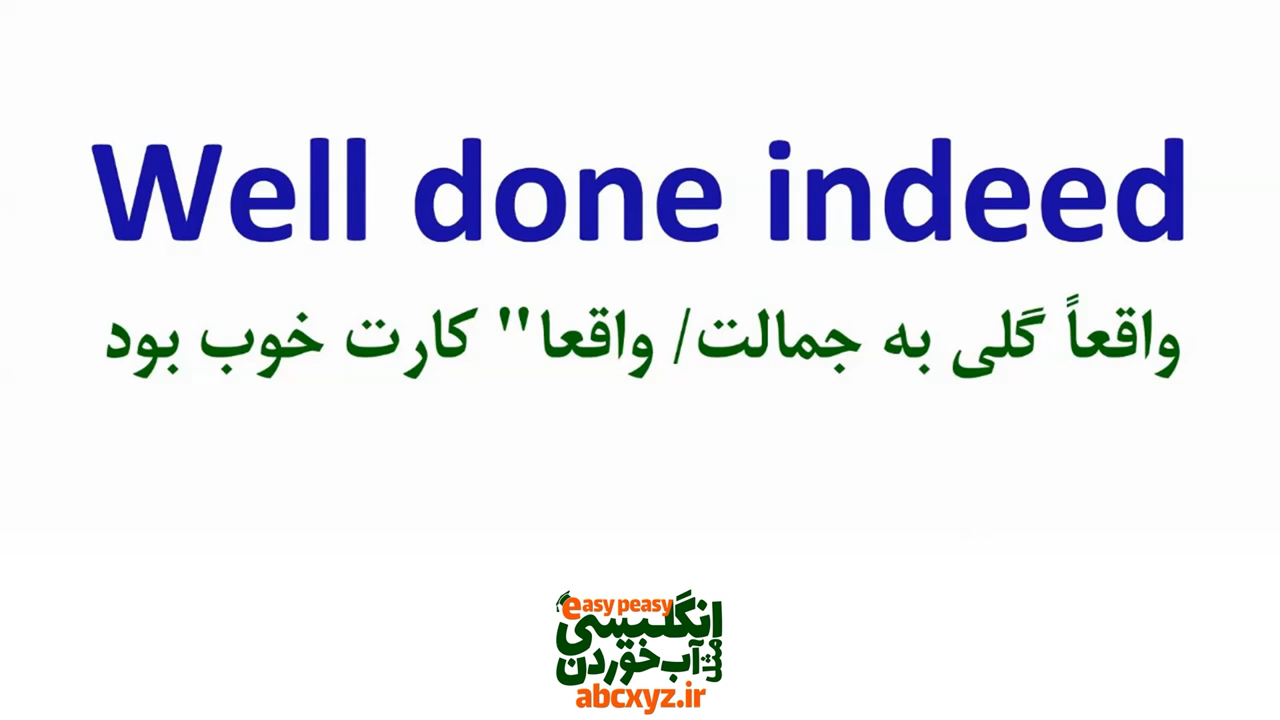 Well done indeed
واقعاً گلی به جمالت/ واقعا" کارت خوب بود
easy peasy
انگلیسی
مثل آب خوردن
abcxyz.ir